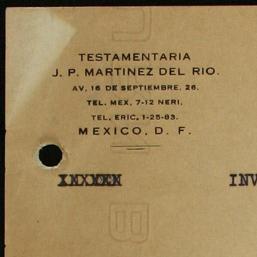 TESTAMENTARIA
J. P. MARTINEZ DEL RIO.
AV. 16 DE SEPTIEMBRE, 26.
TEL. MEX, 7-12 NERI,
TEL. ERIC, 1-25-83.
MEXICO, D. F.
INV